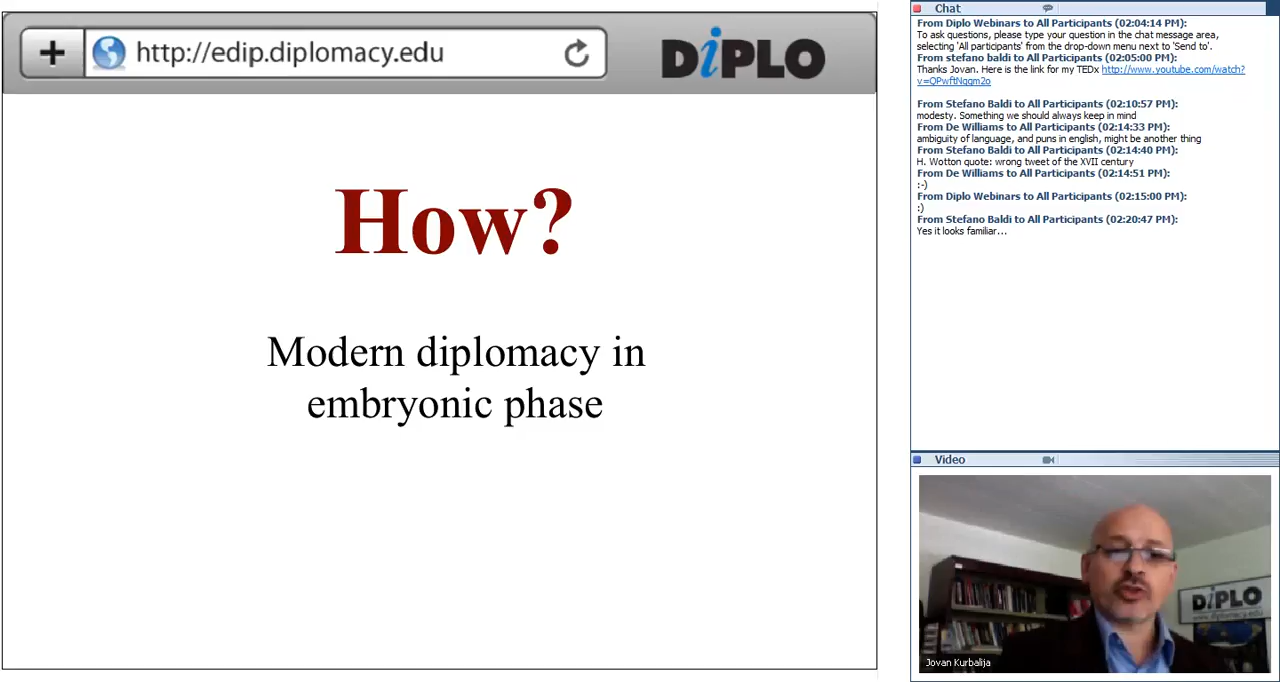 + http://edip.diplomacy.edu
DiPLO
How?
Modern diplomacy in
embryonic phase
Chat
From Diplo Webinars to All Participants (02:04:14 PM):
To ask questions, please type your question in the chat message area,
selecting 'All participants' from the drop-down menu next to 'Send to'.
From stefano baldi to All Participants (02:05:00 PM):
Thanks Jovan. Here is the link for my TEDx http://www.youtube.com/watch?
v=QPwftNqqm2o
From Stefano Baldi to All Participants (02:10:57 PM):
modesty. Something we should always keep in mind
From De Williams to All Participants (02:14:33 PM):
ambiguity of language, and puns in english, might be another thing
From Stefano Baldi to All Participants (02:14:40 PM):
H. Wotton quote: wrong tweet of the XVII century
From De Williams to All Participants (02:14:51 PM):
:-)
From Diplo Webinars to All Participants (02:15:00 PM):
:)
From Stefano Baldi to All Participants (02:20:47 PM):
Yes it looks familiar...
Video
DiPLO
www.diplomacy.edu
Jovan Kurbalija